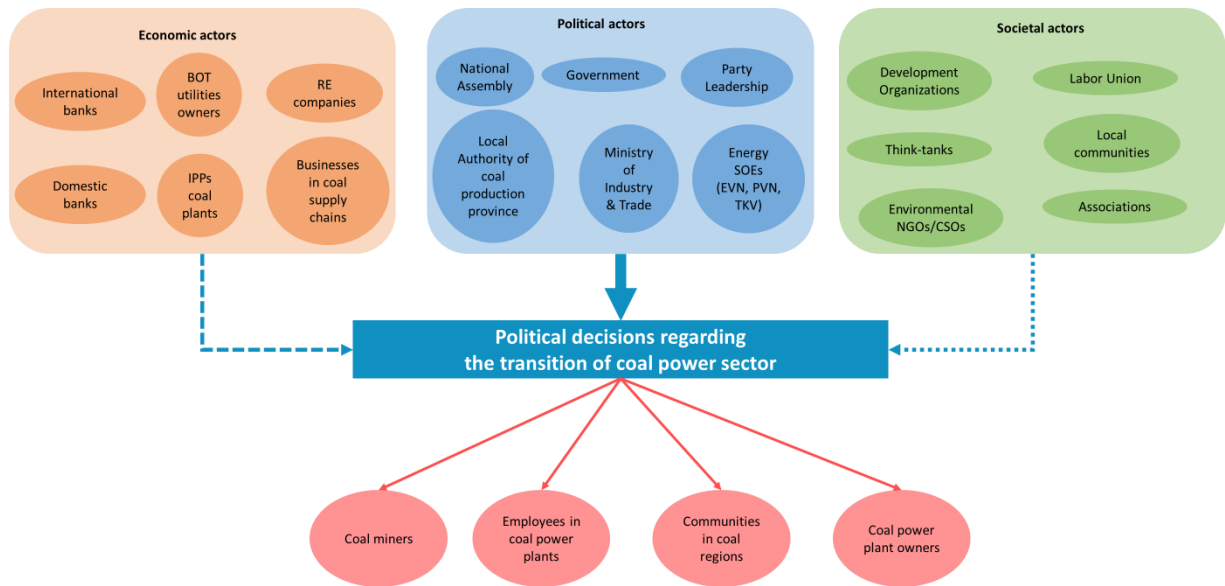 Economic actors
International
banks
BOT
utilities
owners
RE
companies
Domestic
banks
IPPs
coal
plants
Businesses
in coal
supply
chains
Political actors
National
Assembly
Government
Party
Leadership
Local
Authority of
coal
production
province
Ministry
of
Industry
& Trade
Energy
SOEs
(EVN, PVN,
TKV)
Societal actors
Development
Organizations
Labor Union
Think-tanks
Local
communities
Environmental
NGOs/CSOs
Associations
Political decisions regarding
the transition of coal power sector
Coal miners
Employees in
coal power
plants
Communities
in coal
regions
Coal power
plant owners